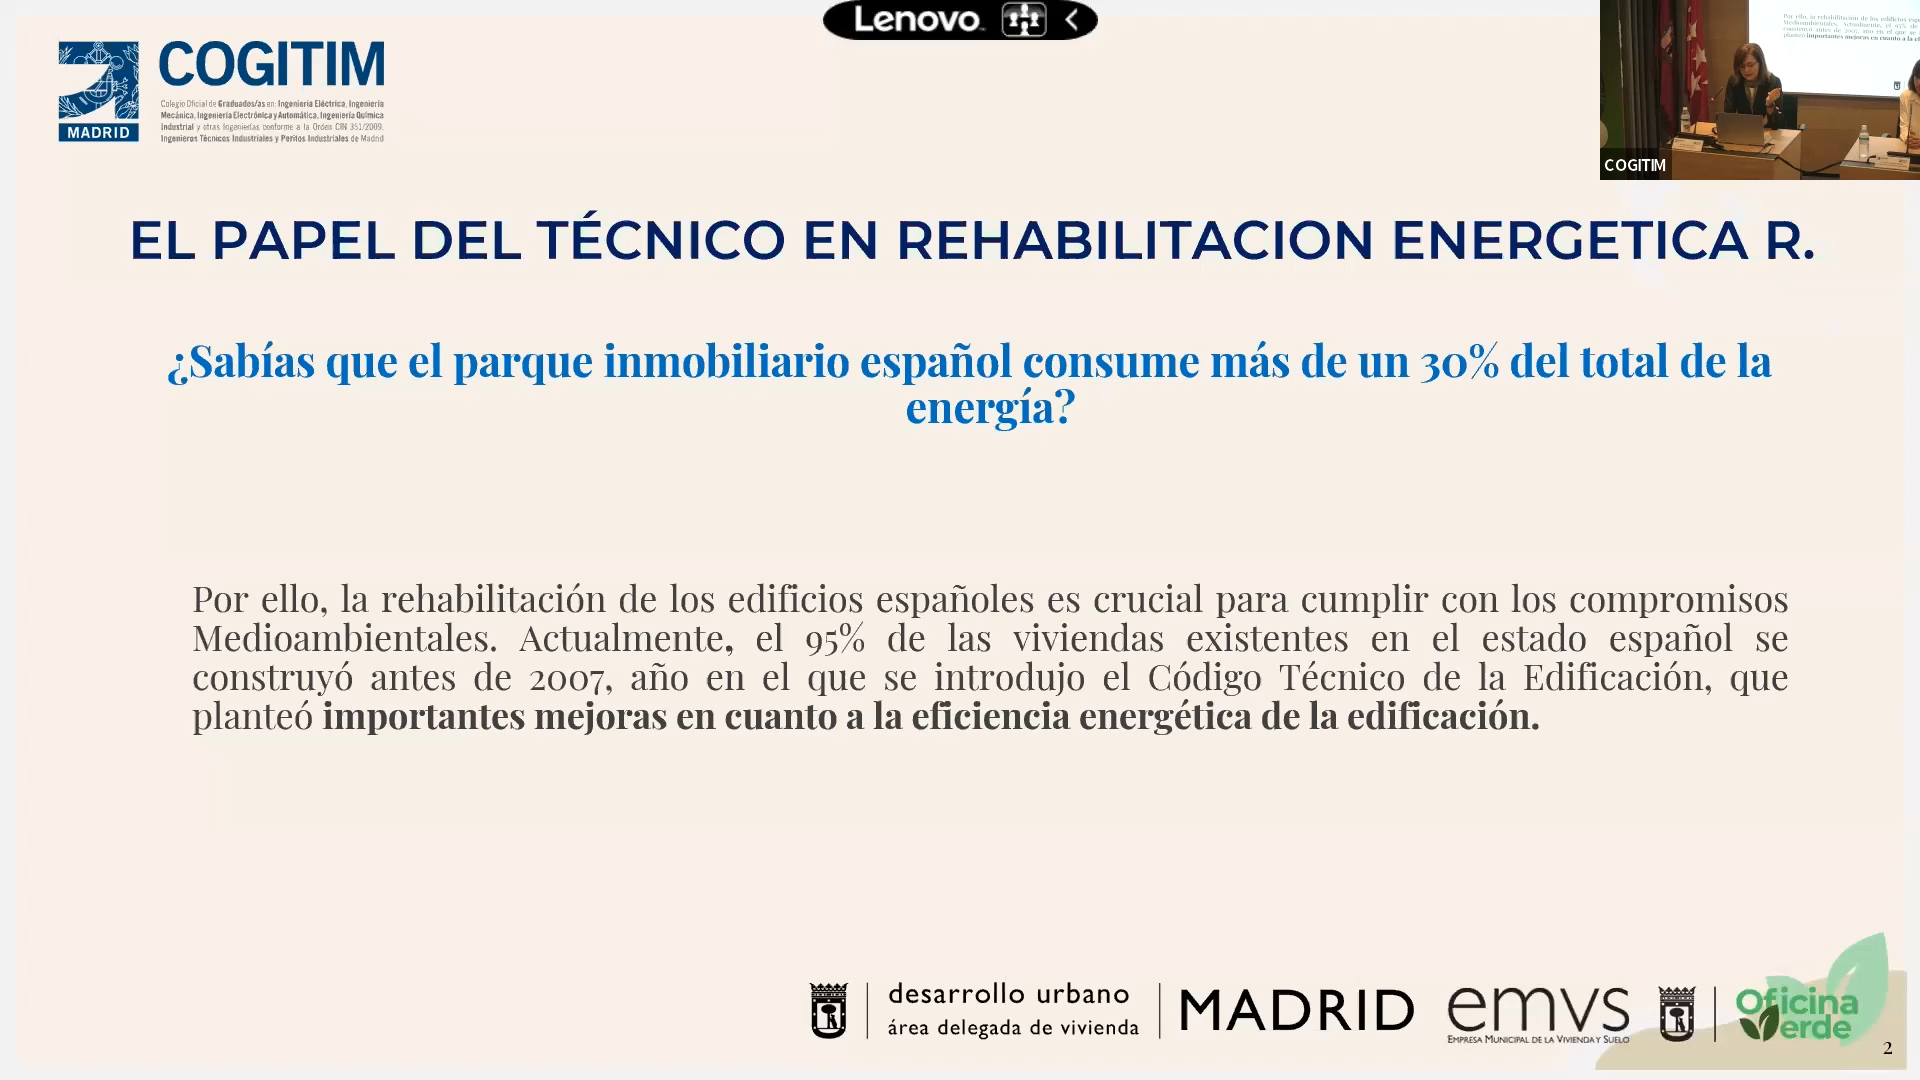 Lenovo
COGITIM
Colegio Oficial de Graduados/as en: Ingeniería Eléctrica, Ingeniería
Mecánica, Ingeniería Electrónica y Automática, Ingeniería Química
Industrial y otras Ingenierías conforme a la Orden CIN 351/2009.
Ingenieros Técnicos Industriales y Peritos Industriales de Madrid
MADRID
COGITIM
EL PAPEL DEL TÉCNICO EN REHABILITACION ENERGETICA R.
¿Sabías que el parque inmobiliario español consume más de un 30% del total de la
energía?
Por ello, la rehabilitación de los edificios españoles es crucial para cumplir con los compromisos
Medioambientales. Actualmente, el 95% de las viviendas existentes en el estado español se
construyó antes de 2007, año en el que se introdujo el Código Técnico de la Edificación, que
planteó importantes mejoras en cuanto a la eficiencia energética de la edificación.
desarrollo urbano
área delegada de vivienda
MADRID
emvs
EMPRESA MUNICIPAL DE LA VIVIENDA Y SUELO
Oficina
Verde
2